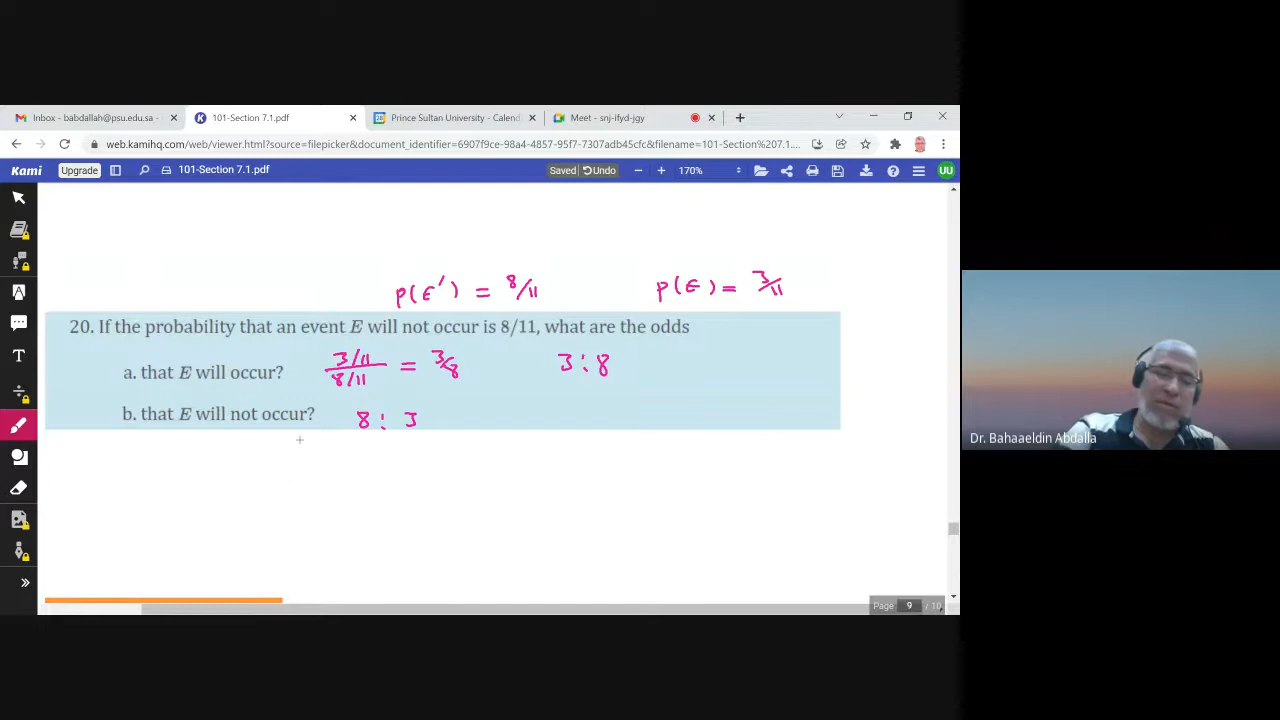 Inbox - babdallah@psu.edu.sa -
101-Section 7.1.pdf
Prince Sultan University - Calend
Meet - snj-ifyd-jgy
web.kamihq.com/web/viewer.html?source=filepicker&document_identifier=6907f9ce-98a4-4857-95f7-7307adb45cfc&filename=101-Section%207.1....
Kami
Upgrade
101-Section 7.1.pdf
Saved
Undo
170%
UU
P(E') = 8/11
P(E) = 3/11
20. If the probability that an event E will not occur is 8/11, what are the odds
a. that E will occur?
3/11
8/11
= 3/8
3 : 8
b. that E will not occur?
8 : 3
Dr. Bahaaeldin Abdalla
Page 9 / 10